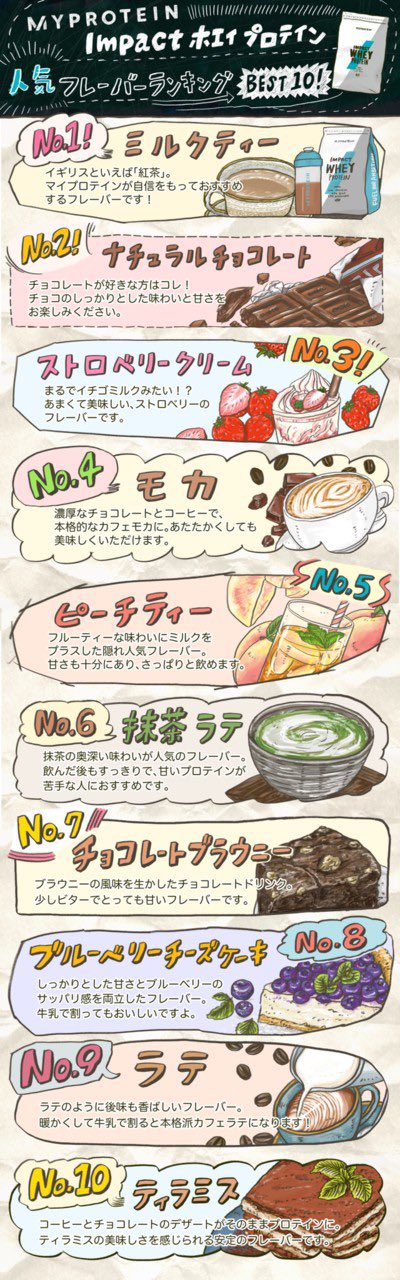 MYPROTEIN
Impact ホエイ プロテイン
人気 フレーバーランキング BEST 10!
IMPACT
WHEY
PROTEIN
No.1!
ミルクティー
イギリスといえば「紅茶」。
マイプロテインが自信をもっておすすめ
するフレーバーです！
IMPACT
WHEY
PROTEIN
No.2!
ナチュラルチョコレート
チョコレートが好きな方はコレ！
チョコのしっかりとした味わいと甘さを
お楽しみください。
ストロベリークリーム
No.3!
まるでイチゴミルクみたい！？
あまくて美味しい、ストロベリーの
フレーバーです。
No.4
モカ
濃厚なチョコレートとコーヒーで、
本格的なカフェモカに。あたたかくしても
美味しくいただけます。
No.5
ピーチティー
フルーティーな味わいにミルクを
プラスした隠れ人気フレーバー。
甘さも十分にあり、さっぱりと飲めます。
No.6
抹茶ラテ
抹茶の奥深い味わいが人気のフレーバー。
飲んだ後もすっきりで、甘いプロテインが
苦手な人におすすめです。
No.7
チョコレートブラウニー
ブラウニーの風味を生かしたチョコレートドリンク。
少しビターでとっても甘いフレーバーです。
ブルーベリーチーズケーキ
No.8
しっかりとした甘さとブルーベリーの
サッパリ感を両立したフレーバー。
牛乳で割ってもおいしいですよ。
No.9
ラテ
ラテのように後味も香ばしいフレーバー。
暖かくして牛乳で割ると本格派カフェラテになります！
No.10
ティラミス
コーヒーとチョコレートのデザートがそのままプロテインに。
ティラミスの美味しさを感じられる安定のフレーバーです。